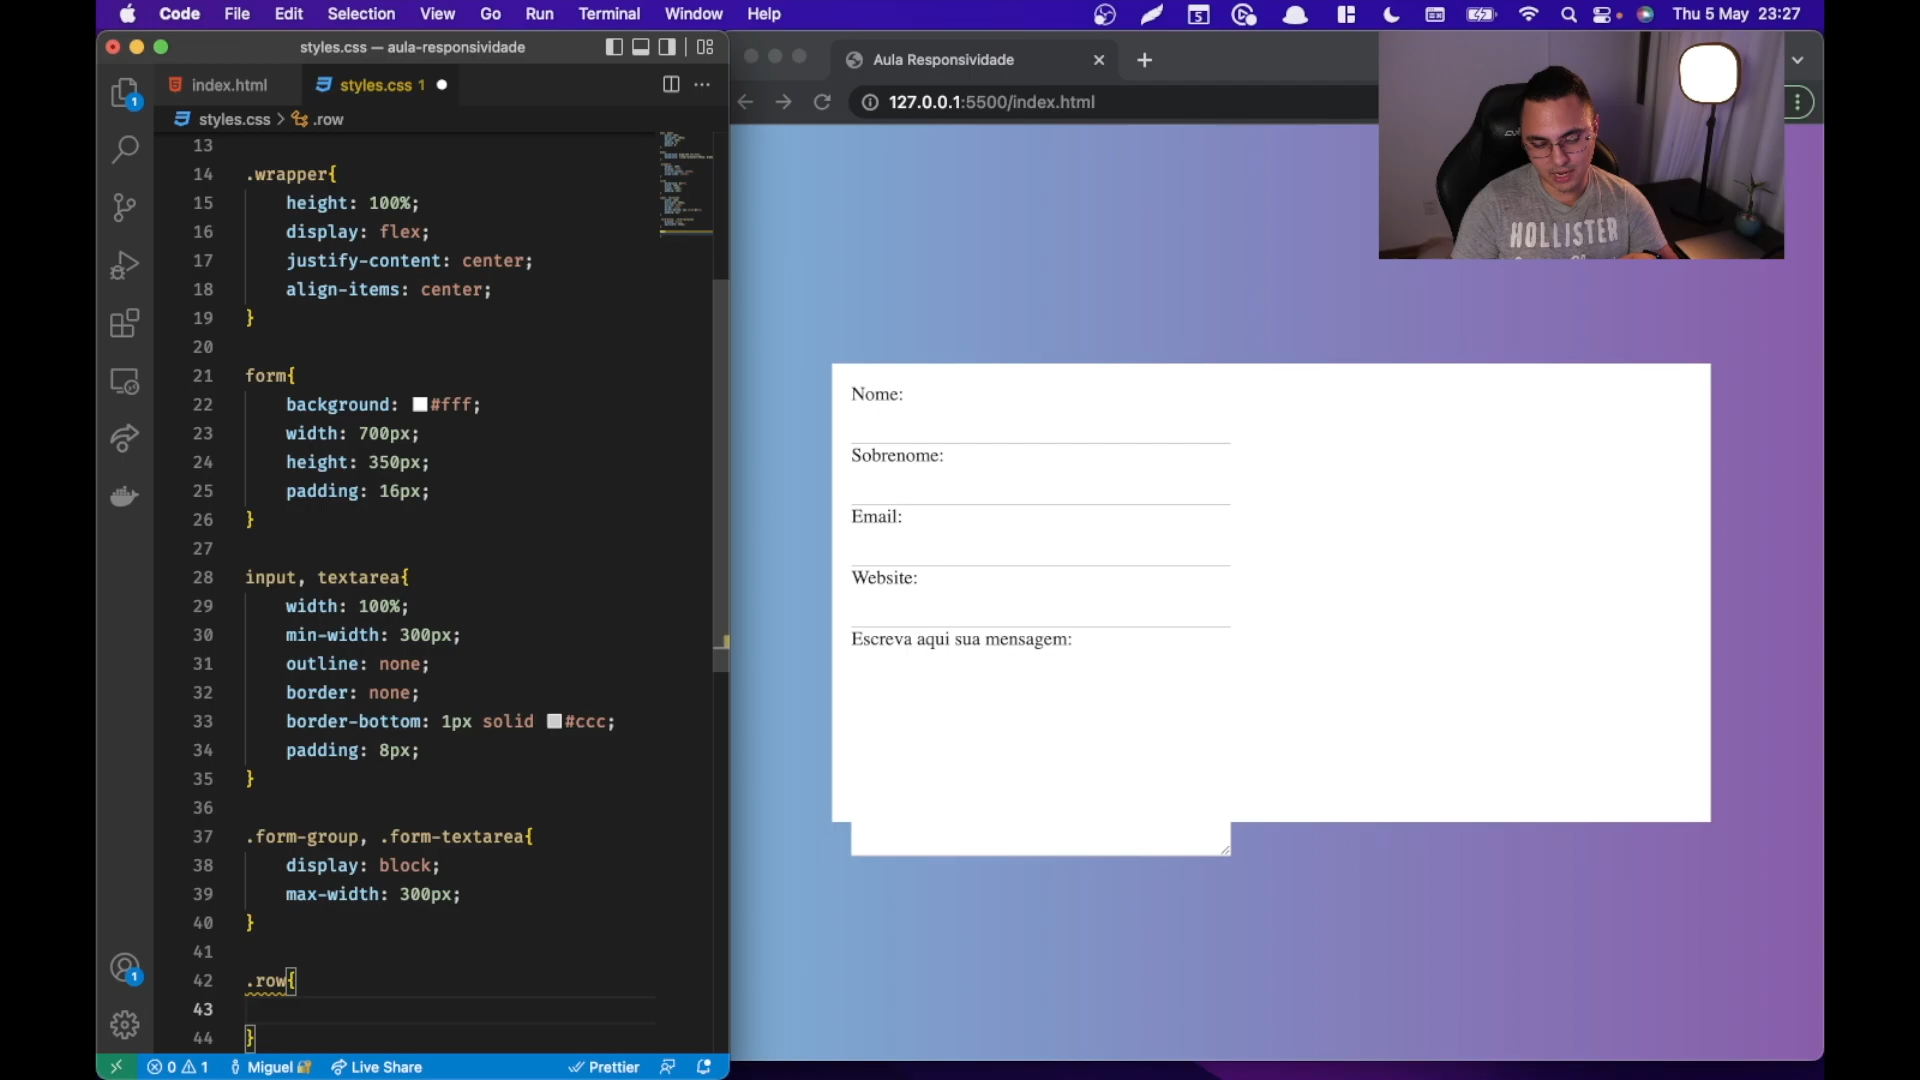 Code File Edit Selection View Go Run Terminal Window Help Thu 5 May 23:27
styles.css — aula-responsividade
index.html styles.css 1
styles.css > .row
13
14 .wrapper{
15 height: 100%;
16 display: flex;
17 justify-content: center;
18 align-items: center;
19 }
20
21 form{
22 background: #fff;
23 width: 700px;
24 height: 350px;
25 padding: 16px;
26 }
27
28 input, textarea{
29 width: 100%;
30 min-width: 300px;
31 outline: none;
32 border: none;
33 border-bottom: 1px solid #ccc;
34 padding: 8px;
35 }
36
37 .form-group, .form-textarea{
38 display: block;
39 max-width: 300px;
40 }
41
42 .row{
43
44 }
1
1
0 1 Miguel Live Share Prettier
Aula Responsividade
127.0.0.1:5500/index.html
HOLLISTER
Nome:
Sobrenome:
Email:
Website:
Escreva aqui sua mensagem: